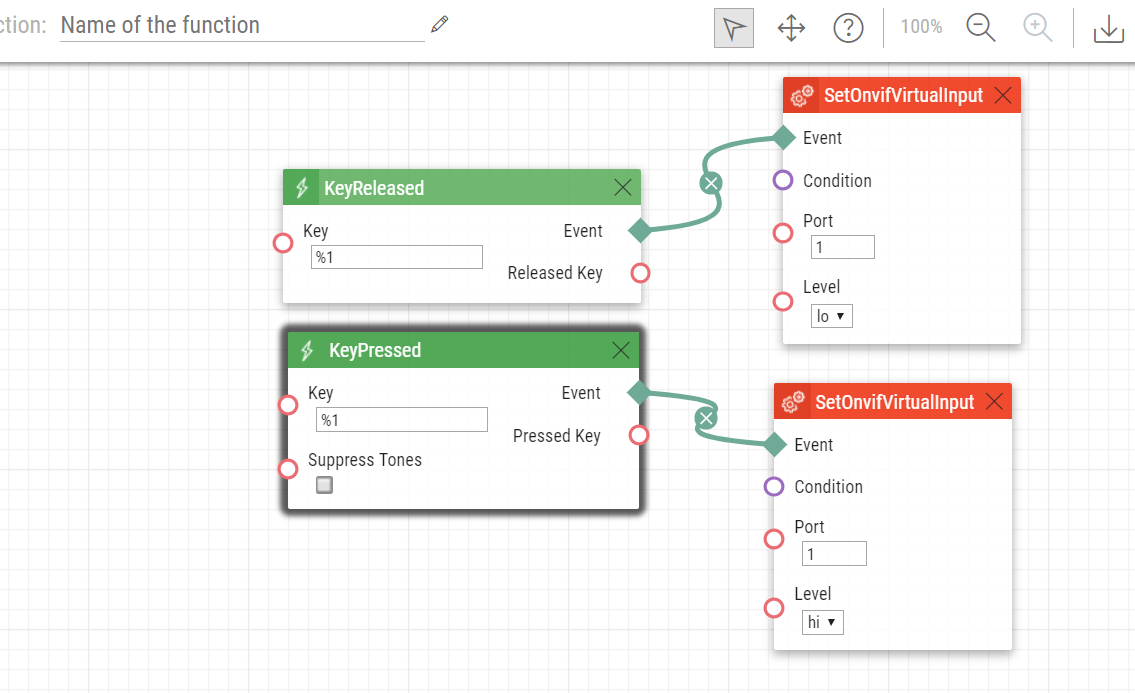 ction: Name of the function
100%
SetOnvifVirtualInput
Event
Condition
Port
1
Level
lo
KeyReleased
Key
Event
%1
Released Key
KeyPressed
Key
Event
%1
Pressed Key
Suppress Tones
SetOnvifVirtualInput
Event
Condition
Port
1
Level
hi